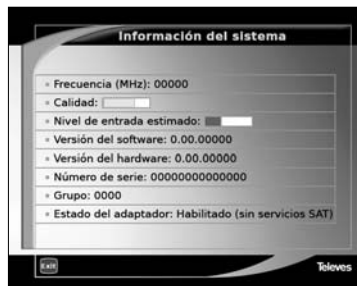 Información del sistema
Frecuencia (MHz): 00000
Calidad:
Nivel de entrada estimado:
Versión del software: 0.00.00000
Versión del hardware: 0.00.00000
Número de serie: 00000000000000
Grupo: 0000
Estado del adaptador: Habilitado (sin servicios SAT)
Exit
Televes